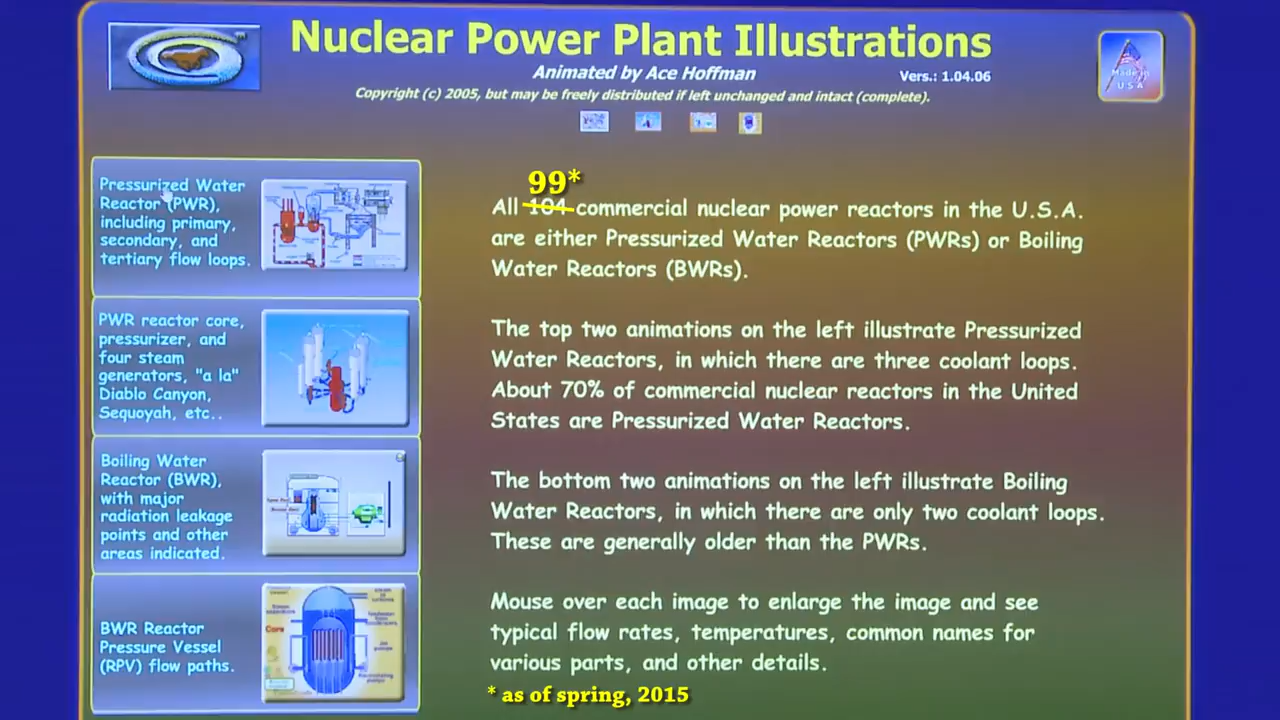 Nuclear Power Plant Illustrations
Animated by Ace Hoffman
Vers.: 1.04.06
Copyright (c) 2005, but may be freely distributed if left unchanged and intact (complete).
TM
Made in
U S A
Pressurized Water
Reactor (PWR),
including primary,
secondary, and
tertiary flow loops.
PWR reactor core,
pressurizer, and
four steam
generators, "a la"
Diablo Canyon,
Sequoyah, etc..
Boiling Water
Reactor (BWR),
with major
radiation leakage
points and other
areas indicated.
BWR Reactor
Pressure Vessel
(RPV) flow paths.
Core
99*
All 104 commercial nuclear power reactors in the U.S.A.
are either Pressurized Water Reactors (PWRs) or Boiling
Water Reactors (BWRs).
The top two animations on the left illustrate Pressurized
Water Reactors, in which there are three coolant loops.
About 70% of commercial nuclear reactors in the United
States are Pressurized Water Reactors.
The bottom two animations on the left illustrate Boiling
Water Reactors, in which there are only two coolant loops.
These are generally older than the PWRs.
Mouse over each image to enlarge the image and see
typical flow rates, temperatures, common names for
various parts, and other details.
* as of spring, 2015